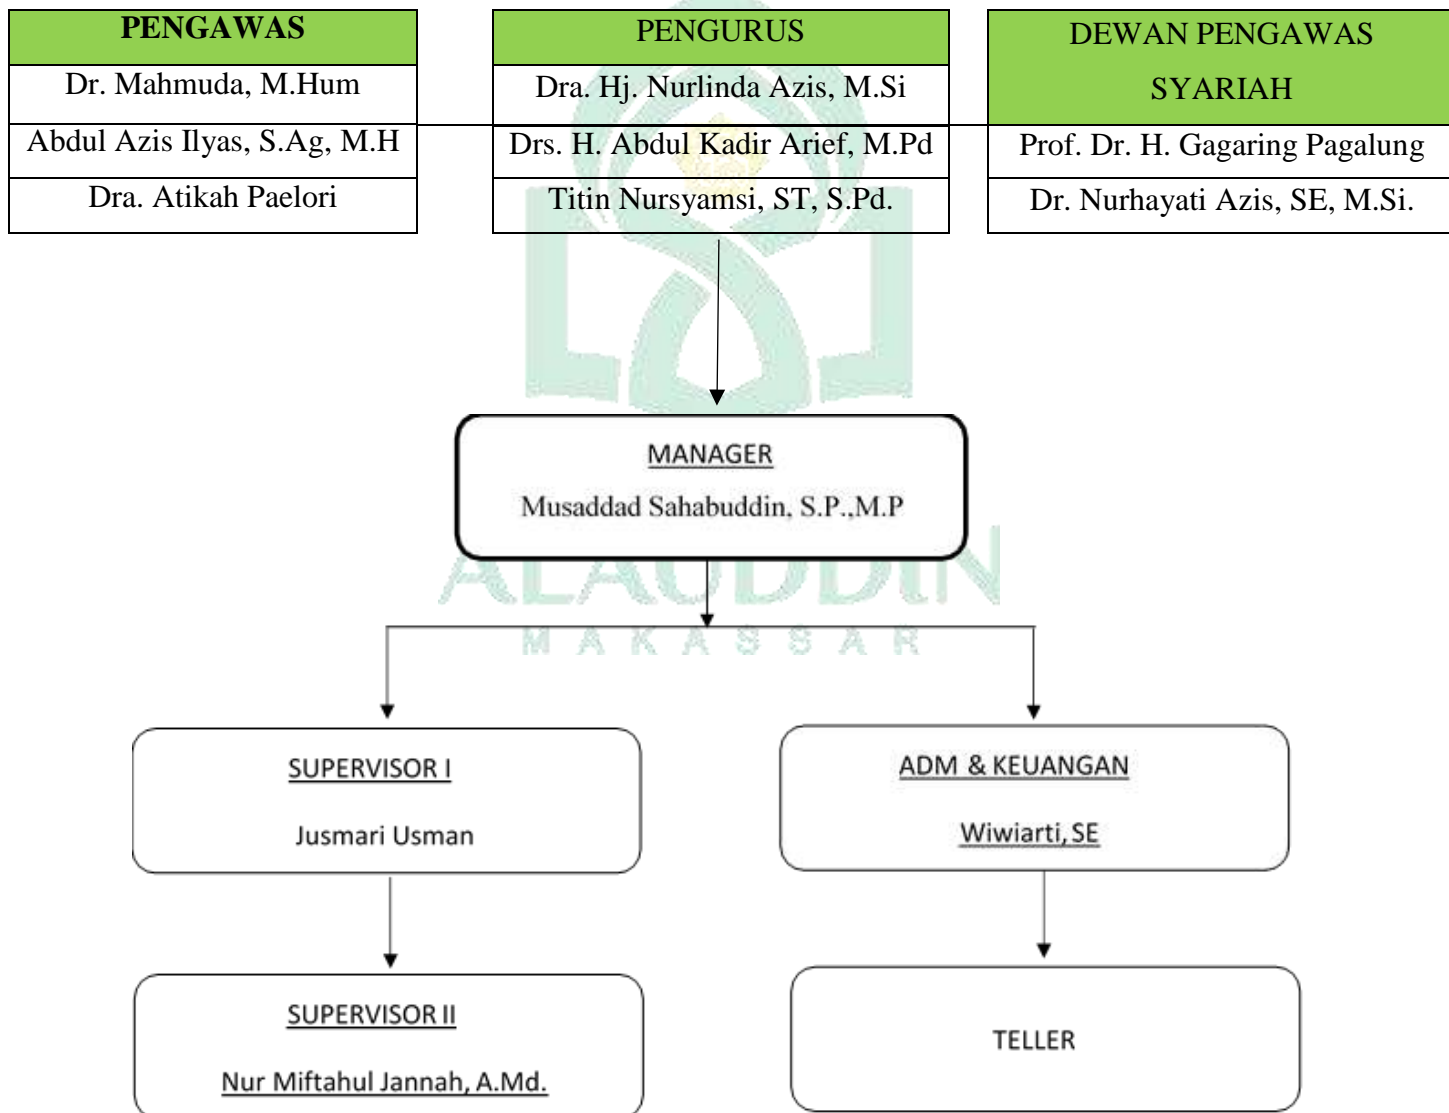 PENGAWAS
Dr. Mahmuda, M.Hum
Abdul Azis Ilyas, S.Ag, M.H
Dra. Atikah Paelori
PENGURUS
Dra. Hj. Nurlinda Azis, M.Si
Drs. H. Abdul Kadir Arief, M.Pd
Titin Nursyamsi, ST, S.Pd.
DEWAN PENGAWAS
SYARIAH
Prof. Dr. H. Gagaring Pagalung
Dr. Nurhayati Azis, SE, M.Si.
MANAGER
Musaddad Sahabuddin, S.P.,M.P
ALAUDDIN
MAKASSAR
SUPERVISOR I
Jusmari Usman
ADM & KEUANGAN
Wiwiarti, SE
SUPERVISOR II
Nur Miftahul Jannah, A.Md.
TELLER